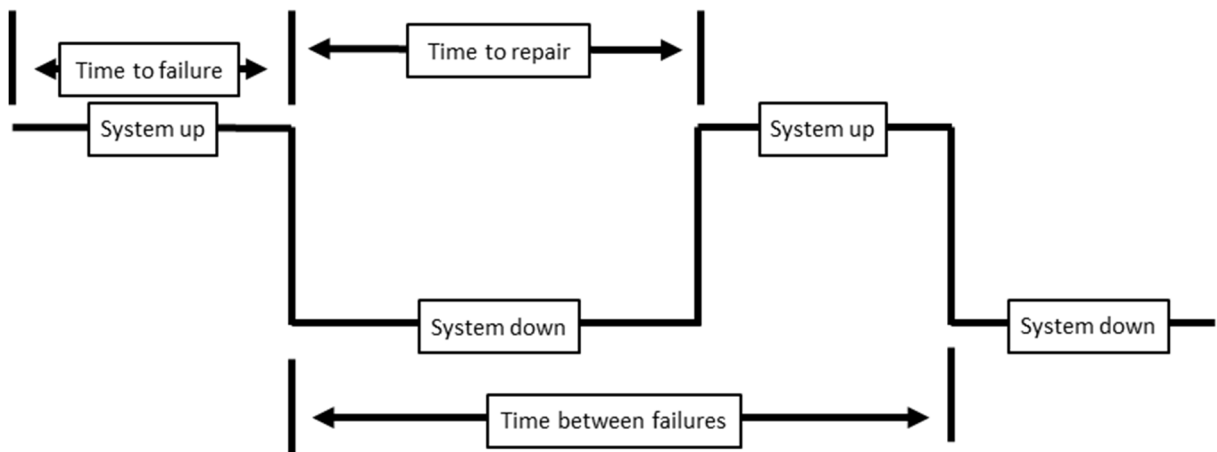 Time to failure
Time to repair
System up
System up
System down
System down
Time between failures